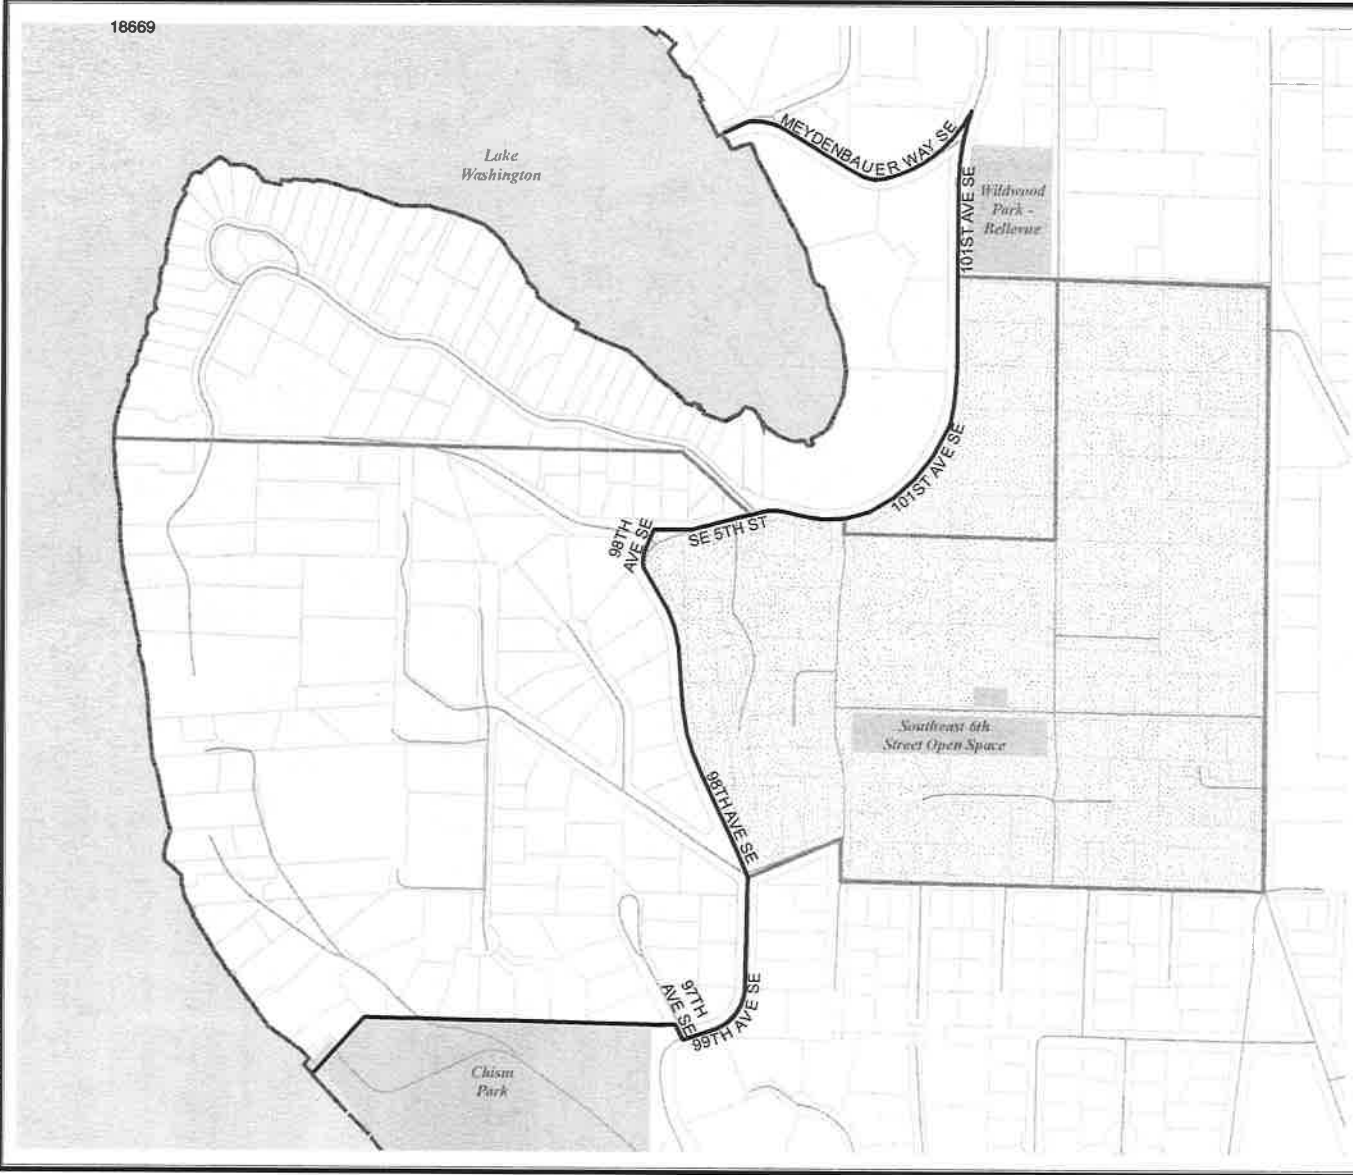 18669
Lake
Washington
MEYDENBAUER WAY SE
101ST AVE SE
Wildwood
Park -
Bellevue
101ST AVE SE
98TH
AVE SE
SE 5TH ST
Southeast 6th
Street Open Space
98TH AVE SE
97TH
AVE SE
99TH AVE SE
Chism
Park